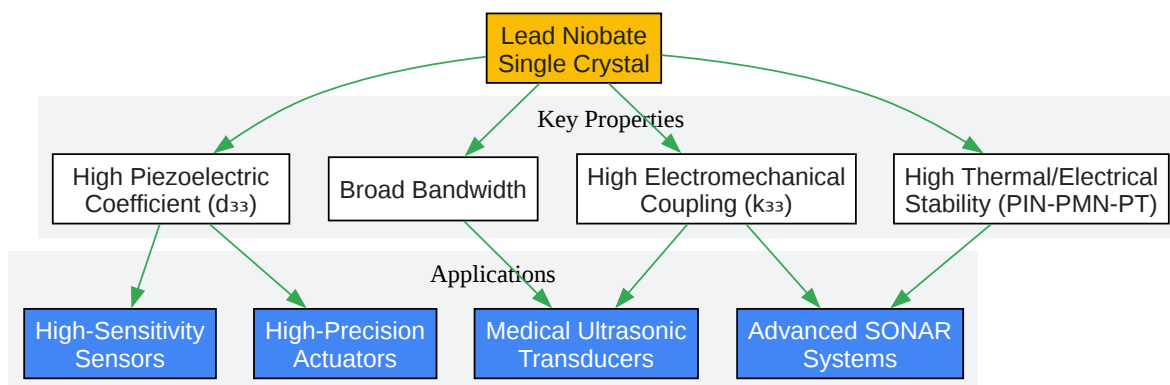 Lead Niobate
Single Crystal
Key Properties
High Piezoelectric
Coefficient (d₃₃)
Broad Bandwidth
High Electromechanical
Coupling (k₃₃)
High Thermal/Electrical
Stability (PIN-PMN-PT)
Applications
High-Sensitivity
Sensors
High-Precision
Actuators
Medical Ultrasonic
Transducers
Advanced SONAR
Systems